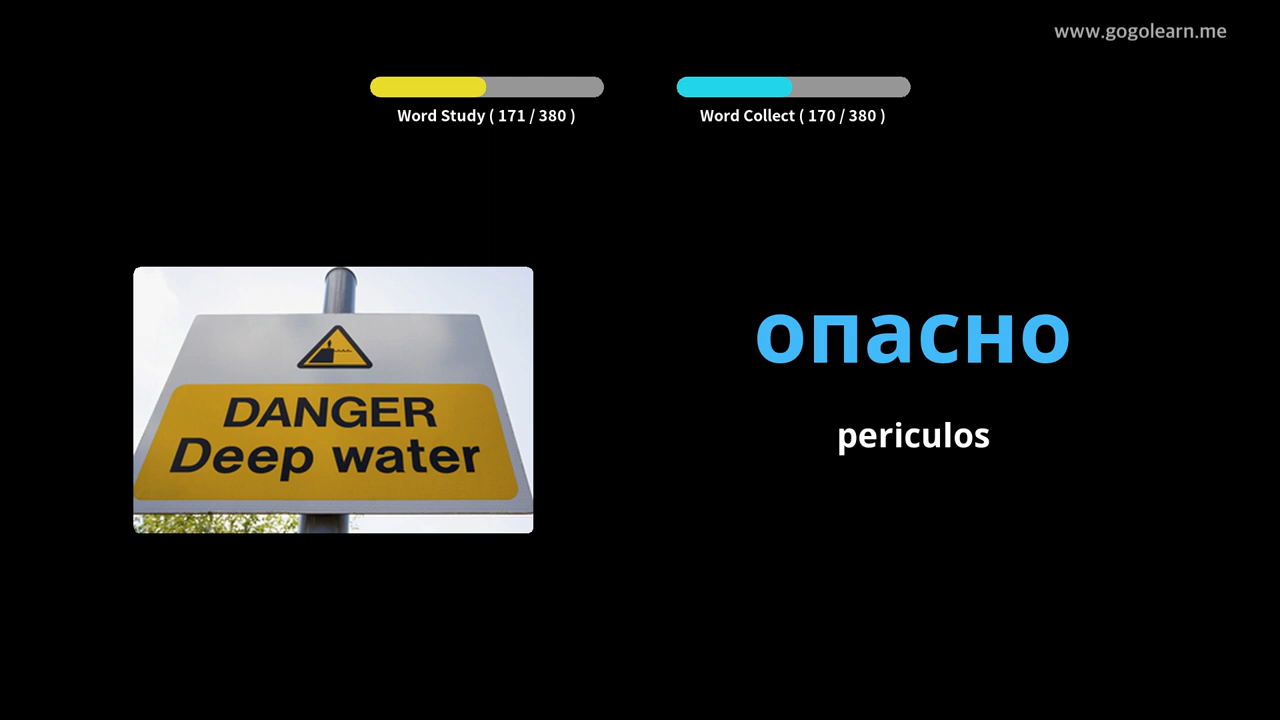 www.gogolearn.me
Word Study ( 171 / 380 )
Word Collect ( 170 / 380 )
DANGER
Deep water
опасно
periculos